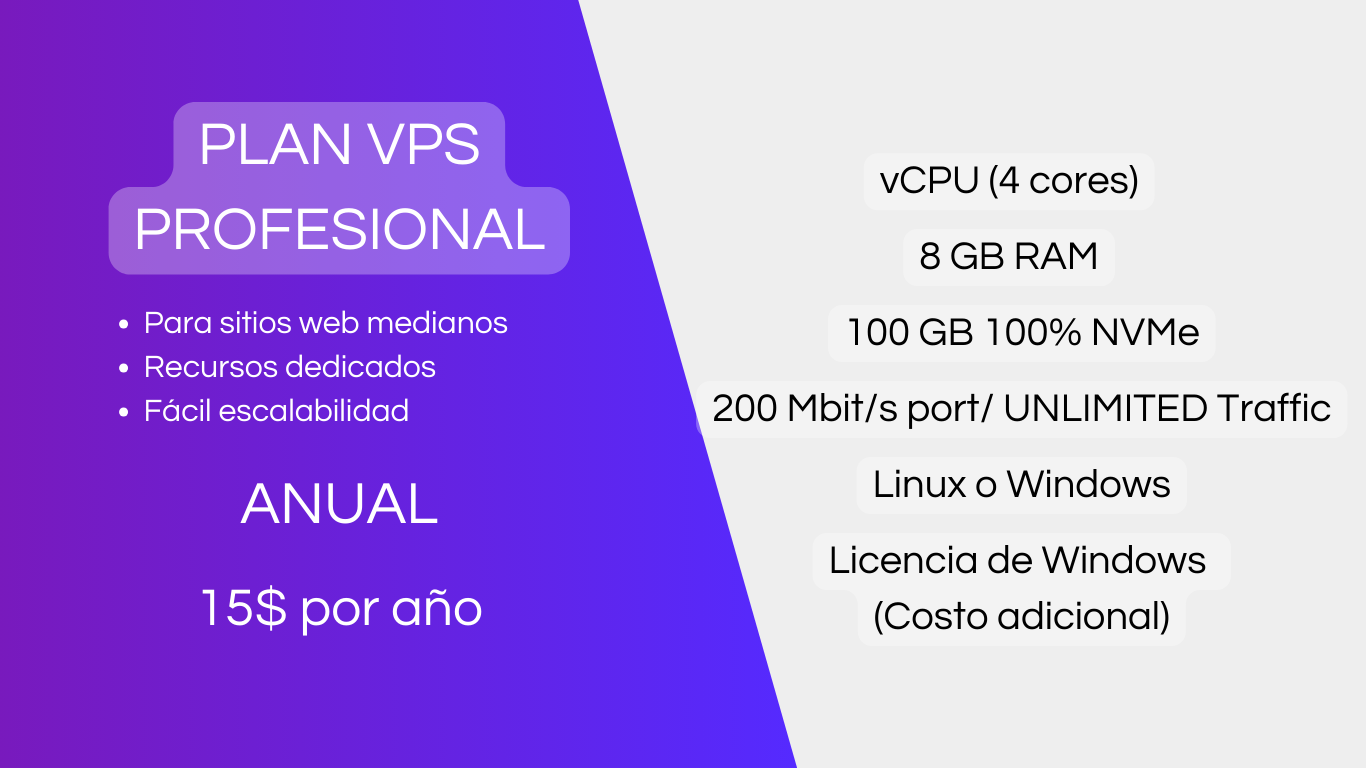 PLAN VPS
PROFESIONAL
• Para sitios web medianos
• Recursos dedicados
• Fácil escalabilidad
ANUAL
15$ por año
vCPU (4 cores)
8 GB RAM
100 GB 100% NVMe
200 Mbit/s port/ UNLIMITED Traffic
Linux o Windows
Licencia de Windows
(Costo adicional)